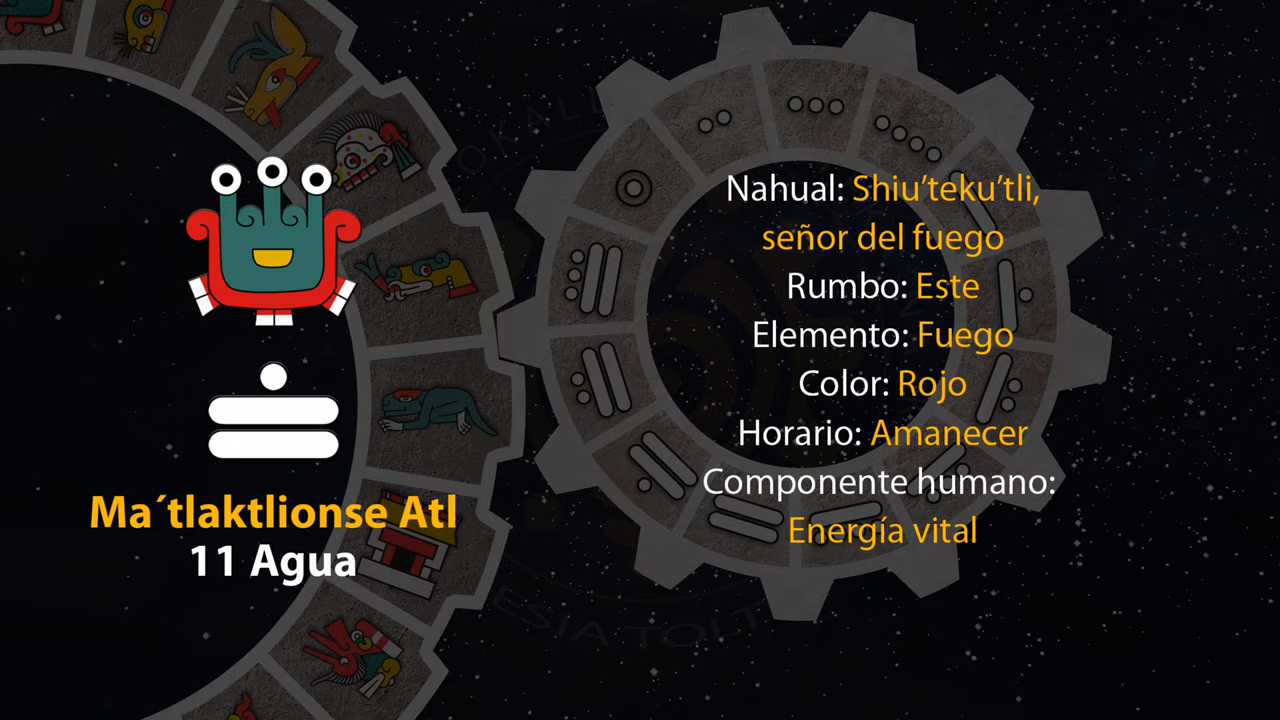 Nahual: Shiu’teku’tli,
señor del fuego
Rumbo: Este
Elemento: Fuego
Color: Rojo
Horario: Amanecer
Componente humano:
Energía vital
Ma´tlaktlionse Atl
11 Agua